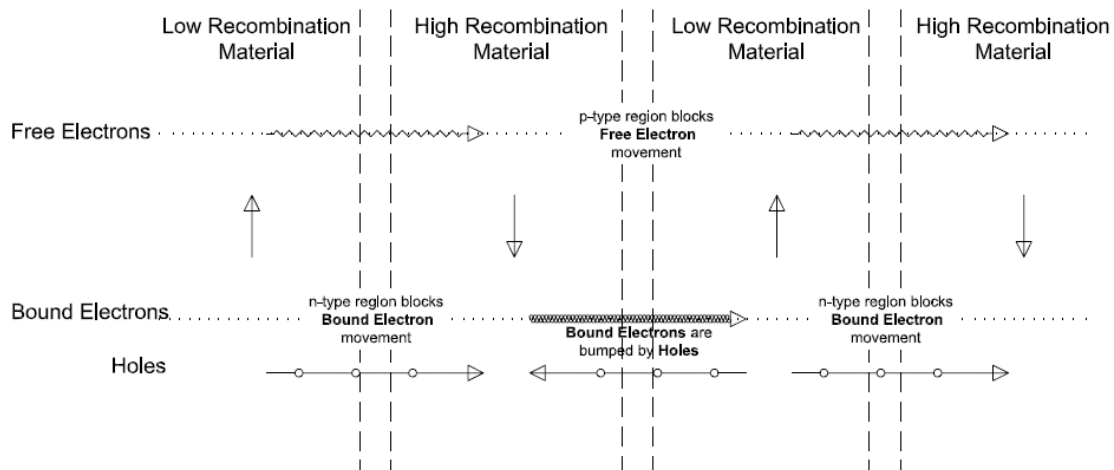 Low Recombination
Material
High Recombination
Material
Low Recombination
Material
High Recombination
Material
Free Electrons
p-type region blocks
Free Electron
movement
Bound Electrons
n-type region blocks
Bound Electron
movement
Bound Electrons are
bumped by Holes
n-type region blocks
Bound Electron
movement
Holes